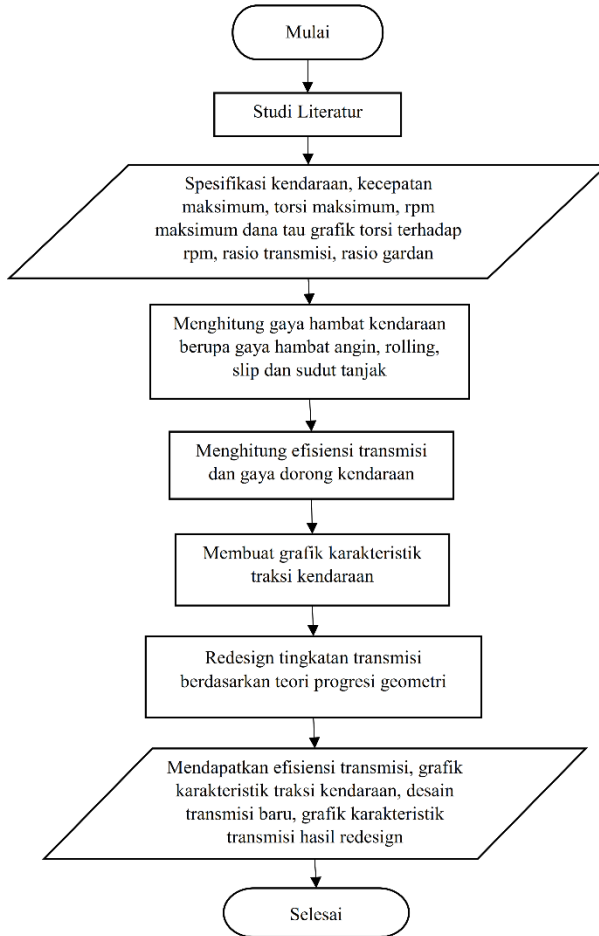 Mulai
Studi Literatur
Spesifikasi kendaraan, kecepatan
maksimum, torsi maksimum, rpm
maksimum dana tau grafik torsi terhadap
rpm, rasio transmisi, rasio gardan
Menghitung gaya hambat kendaraan
berupa gaya hambat angin, rolling,
slip dan sudut tanjak
Menghitung efisiensi transmisi
dan gaya dorong kendaraan
Membuat grafik karakteristik
traksi kendaraan
Redesign tingkatan transmisi
berdasarkan teori progresi geometri
Mendapatkan efisiensi transmisi, grafik
karakteristik traksi kendaraan, desain
transmisi baru, grafik karakteristik
transmisi hasil redesign
Selesai